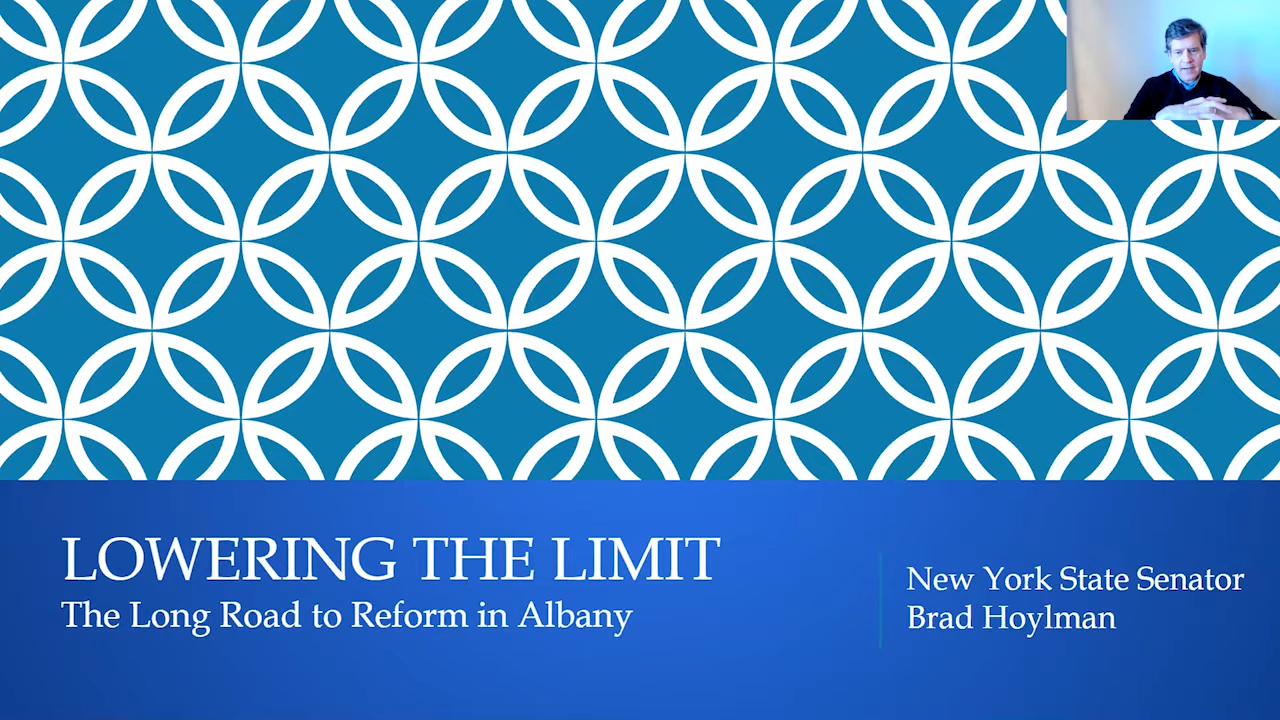 LOWERING THE LIMIT
The Long Road to Reform in Albany
New York State Senator
Brad Hoylman